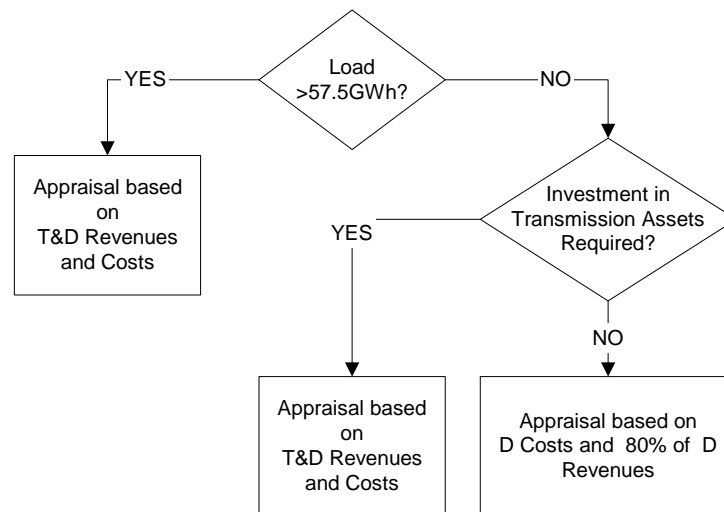 Load
>57.5GWh?
YES
NO
Appraisal based
on
T&D Revenues
and Costs
Investment in
Transmission Assets
Required?
YES
NO
Appraisal based
on
T&D Revenues
and Costs
Appraisal based on
D Costs and 80% of D
Revenues